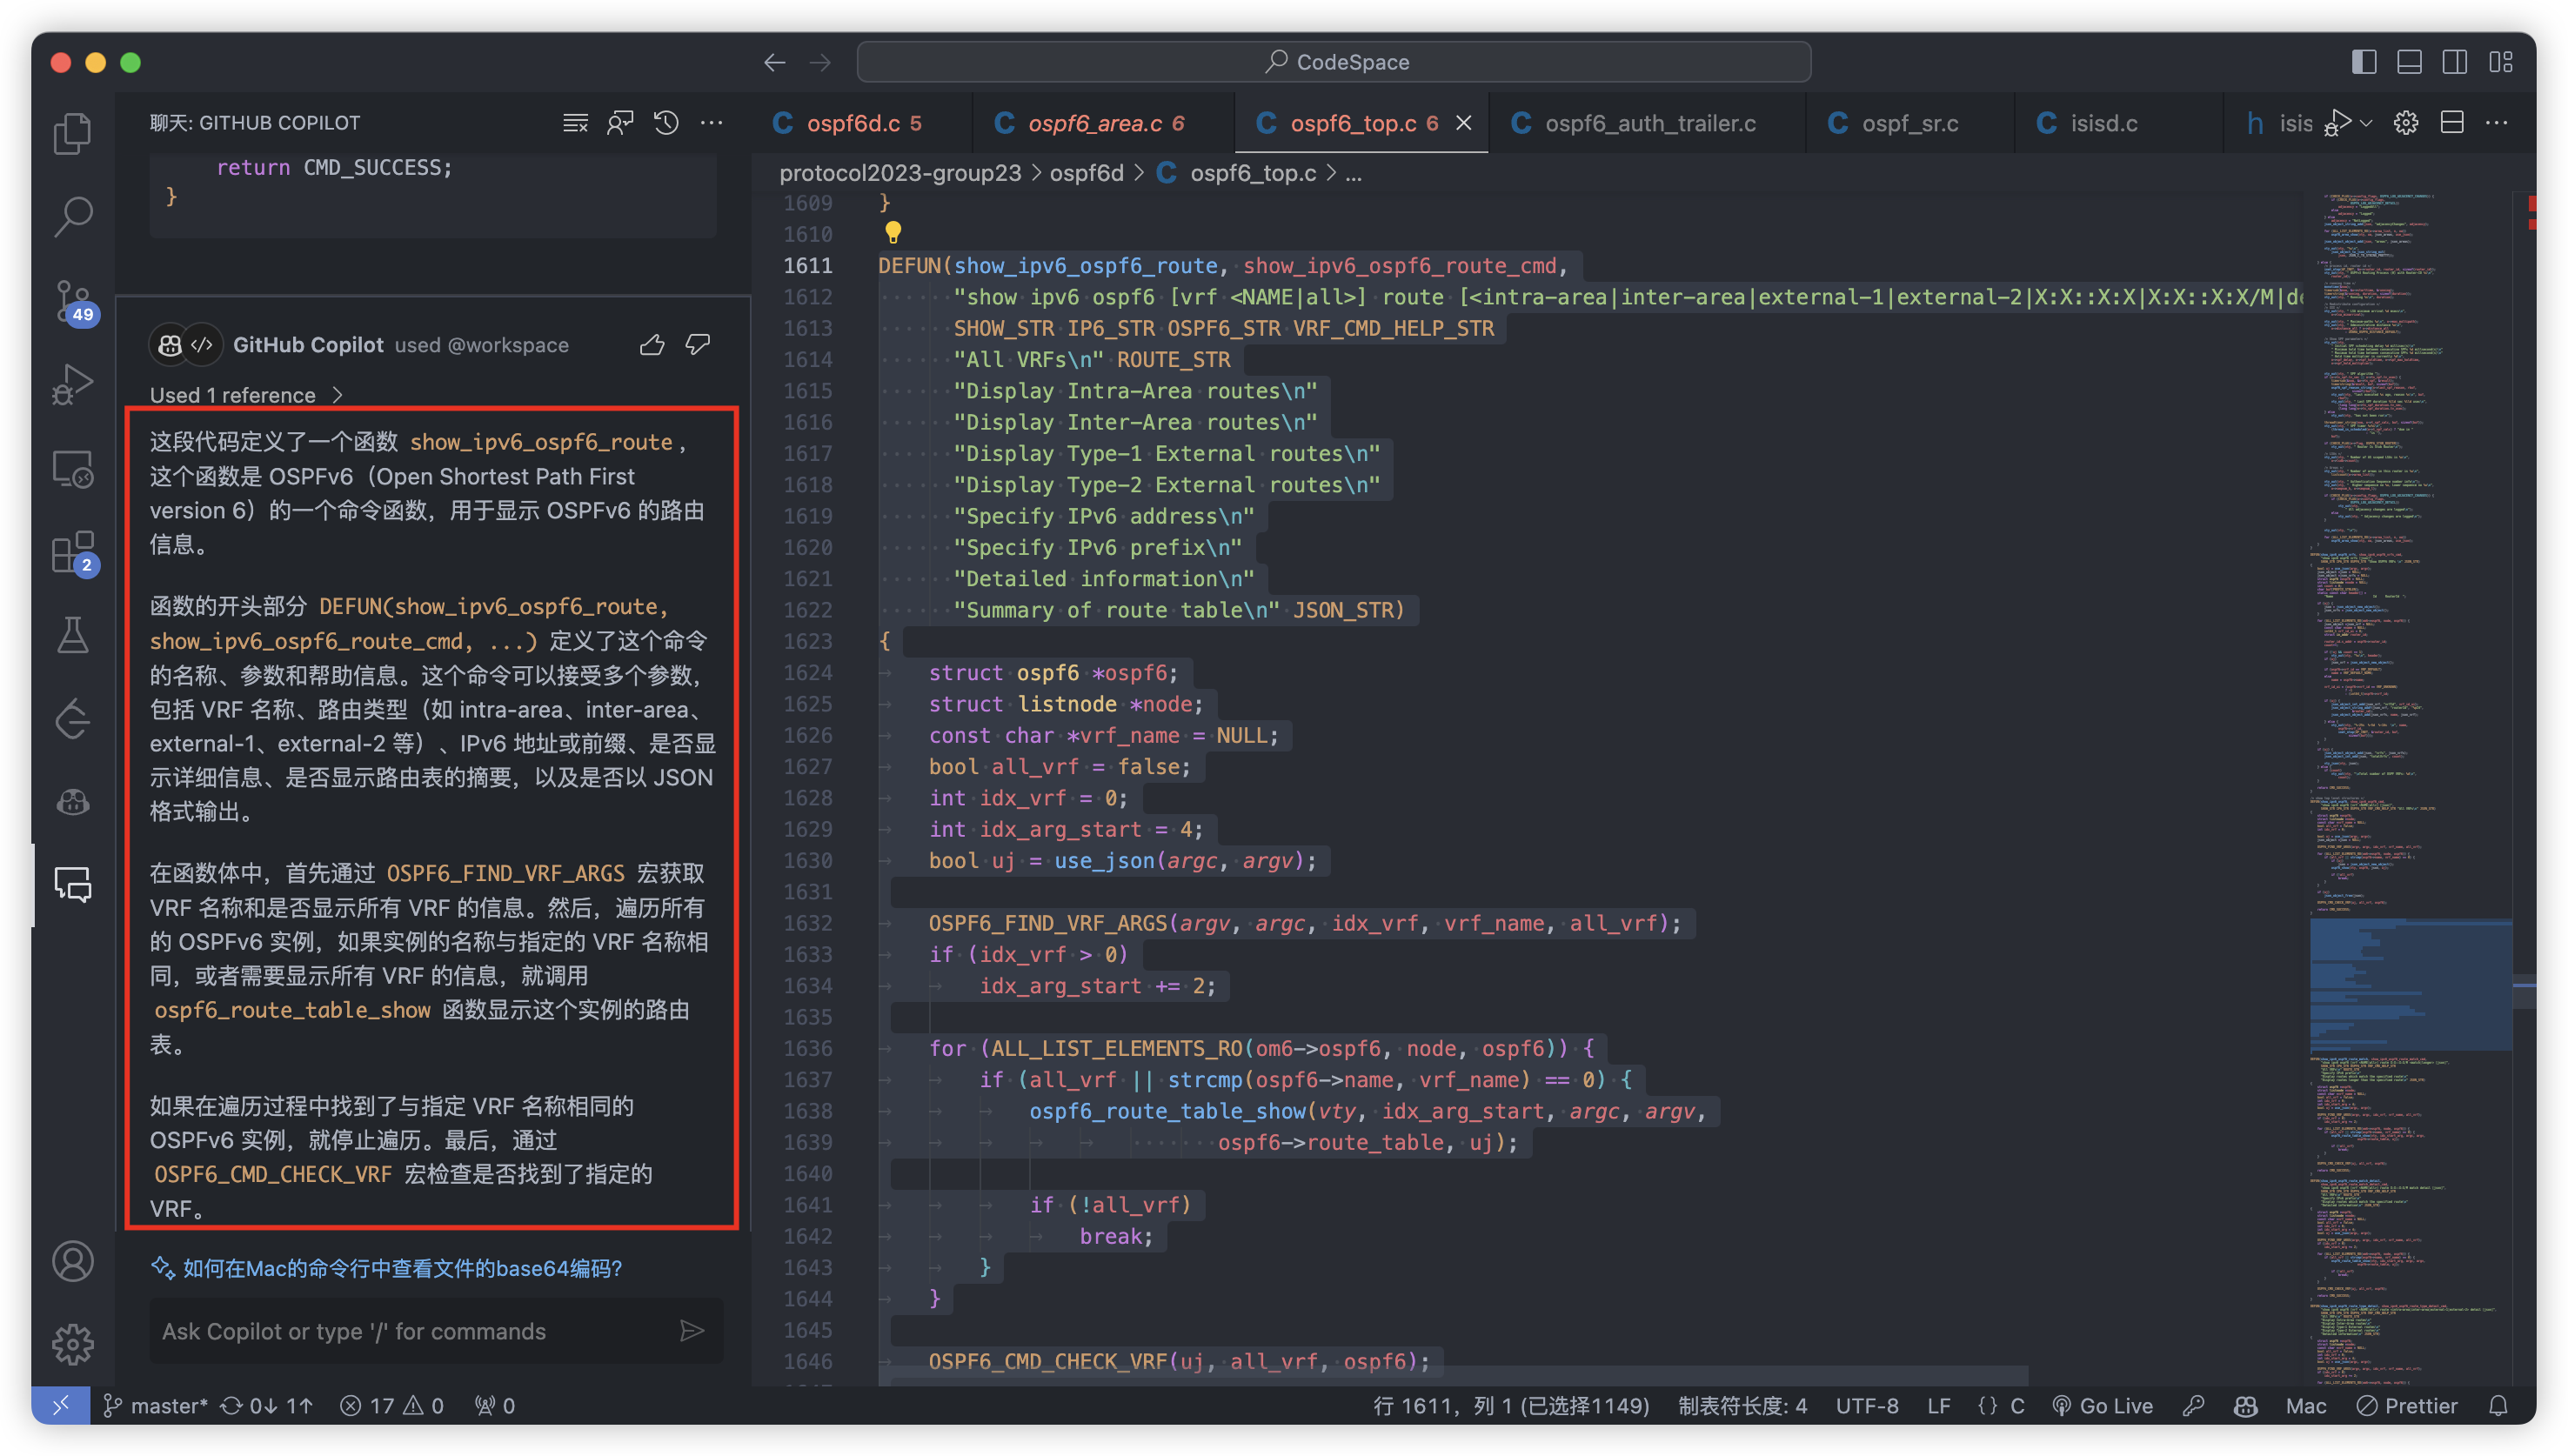 CodeSpace
聊天: GITHUB COPILOT
return CMD_SUCCESS;
}
GitHub Copilot used @workspace
Used 1 reference
这段代码定义了一个函数 show_ipv6_ospf6_route，
这个函数是 OSPFv6（Open Shortest Path First
version 6）的一个命令函数，用于显示 OSPFv6 的路由
信息。
函数的开头部分 DEFUN(show_ipv6_ospf6_route,
show_ipv6_ospf6_route_cmd, ...) 定义了这个命令
的名称、参数和帮助信息。这个命令可以接受多个参数，
包括 VRF 名称、路由类型（如 intra-area、inter-area、
external-1、external-2 等）、IPv6 地址或前缀、是否显
示详细信息、是否显示路由表的摘要，以及是否以 JSON
格式输出。
在函数体中，首先通过 OSPF6_FIND_VRF_ARGS 宏获取
VRF 名称和是否显示所有 VRF 的信息。然后，遍历所有
的 OSPFv6 实例，如果实例的名称与指定的 VRF 名称相
同，或者需要显示所有 VRF 的信息，就调用
ospf6_route_table_show 函数显示这个实例的路由
表。
如果在遍历过程中找到了与指定 VRF 名称相同的
OSPFv6 实例，就停止遍历。最后，通过
OSPF6_CMD_CHECK_VRF 宏检查是否找到了指定的
VRF。
如何在Mac的命令行中查看文件的base64编码?
Ask Copilot or type '/' for commands
49
2
ospf6d.c 5
ospf6_area.c 6
ospf6_top.c 6
ospf6_auth_trailer.c
ospf_sr.c
isisd.c
isis
protocol2023-group23 > ospf6d > C ospf6_top.c > ...
1609 }
1610
1611 DEFUN(show_ipv6_ospf6_route, show_ipv6_ospf6_route_cmd,
1612 "show ipv6 ospf6 [vrf <NAME|all>] route [<intra-area|inter-area|external-1|external-2|X:X::X:X|X:X::X:X/M|de
1613 SHOW_STR IP6_STR OSPF6_STR VRF_CMD_HELP_STR
1614 "All VRFs\n" ROUTE_STR
1615 "Display Intra-Area routes\n"
1616 "Display Inter-Area routes\n"
1617 "Display Type-1 External routes\n"
1618 "Display Type-2 External routes\n"
1619 "Specify IPv6 address\n"
1620 "Specify IPv6 prefix\n"
1621 "Detailed information\n"
1622 "Summary of route table\n" JSON_STR)
1623 {
1624 struct ospf6 *ospf6;
1625 struct listnode *node;
1626 const char *vrf_name = NULL;
1627 bool all_vrf = false;
1628 int idx_vrf = 0;
1629 int idx_arg_start = 4;
1630 bool uj = use_json(argc, argv);
1631
1632 OSPF6_FIND_VRF_ARGS(argv, argc, idx_vrf, vrf_name, all_vrf);
1633 if (idx_vrf > 0)
1634 idx_arg_start += 2;
1635
1636 for (ALL_LIST_ELEMENTS_RO(om6->ospf6, node, ospf6)) {
1637 if (all_vrf || strcmp(ospf6->name, vrf_name) == 0) {
1638 ospf6_route_table_show(vty, idx_arg_start, argc, argv,
1639 ospf6->route_table, uj);
1640
1641 if (!all_vrf)
1642 break;
1643 }
1644 }
1645
1646 OSPF6_CMD_CHECK_VRF(uj, all_vrf, ospf6);
master* 0↓ 1↑ 17 0 0
行 1611，列 1 (已选择1149) 制表符长度: 4 UTF-8 LF {} C Go Live Mac Prettier